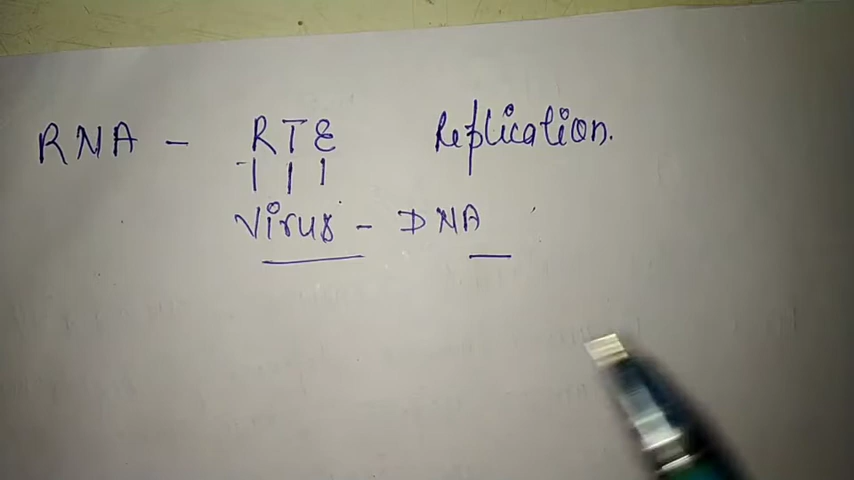 RNA - RTE Replication.
Virus - DNA